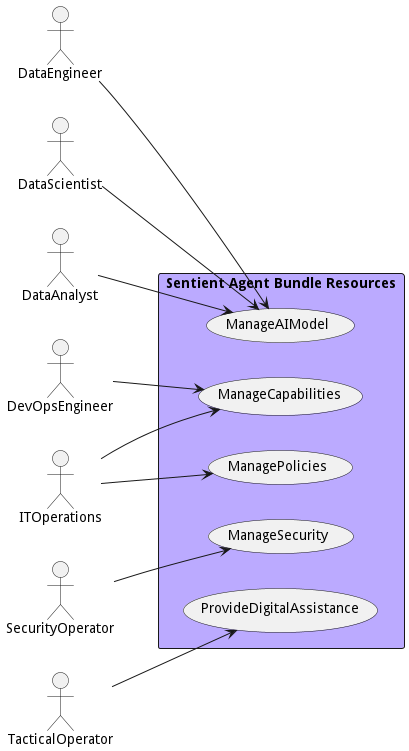 DataEngineer
DataScientist
DataAnalyst
DevOpsEngineer
ITOperations
SecurityOperator
TacticalOperator
Sentient Agent Bundle Resources
ManageAIModel
ManageCapabilities
ManagePolicies
ManageSecurity
ProvideDigitalAssistance